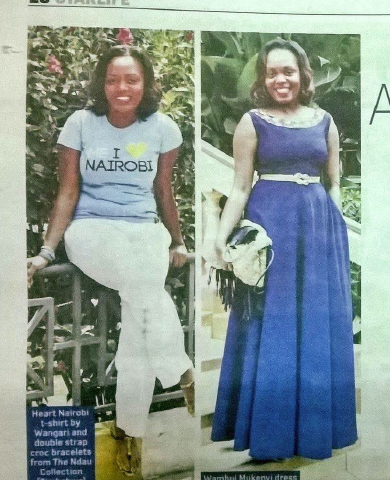 STARLIFE
I
NAIROBI
A
Heart Nairobi
t-shirt by
Wangari and
double strap
croc bracelets
from The Ndau
Collection
Wambui Mukenyi dress